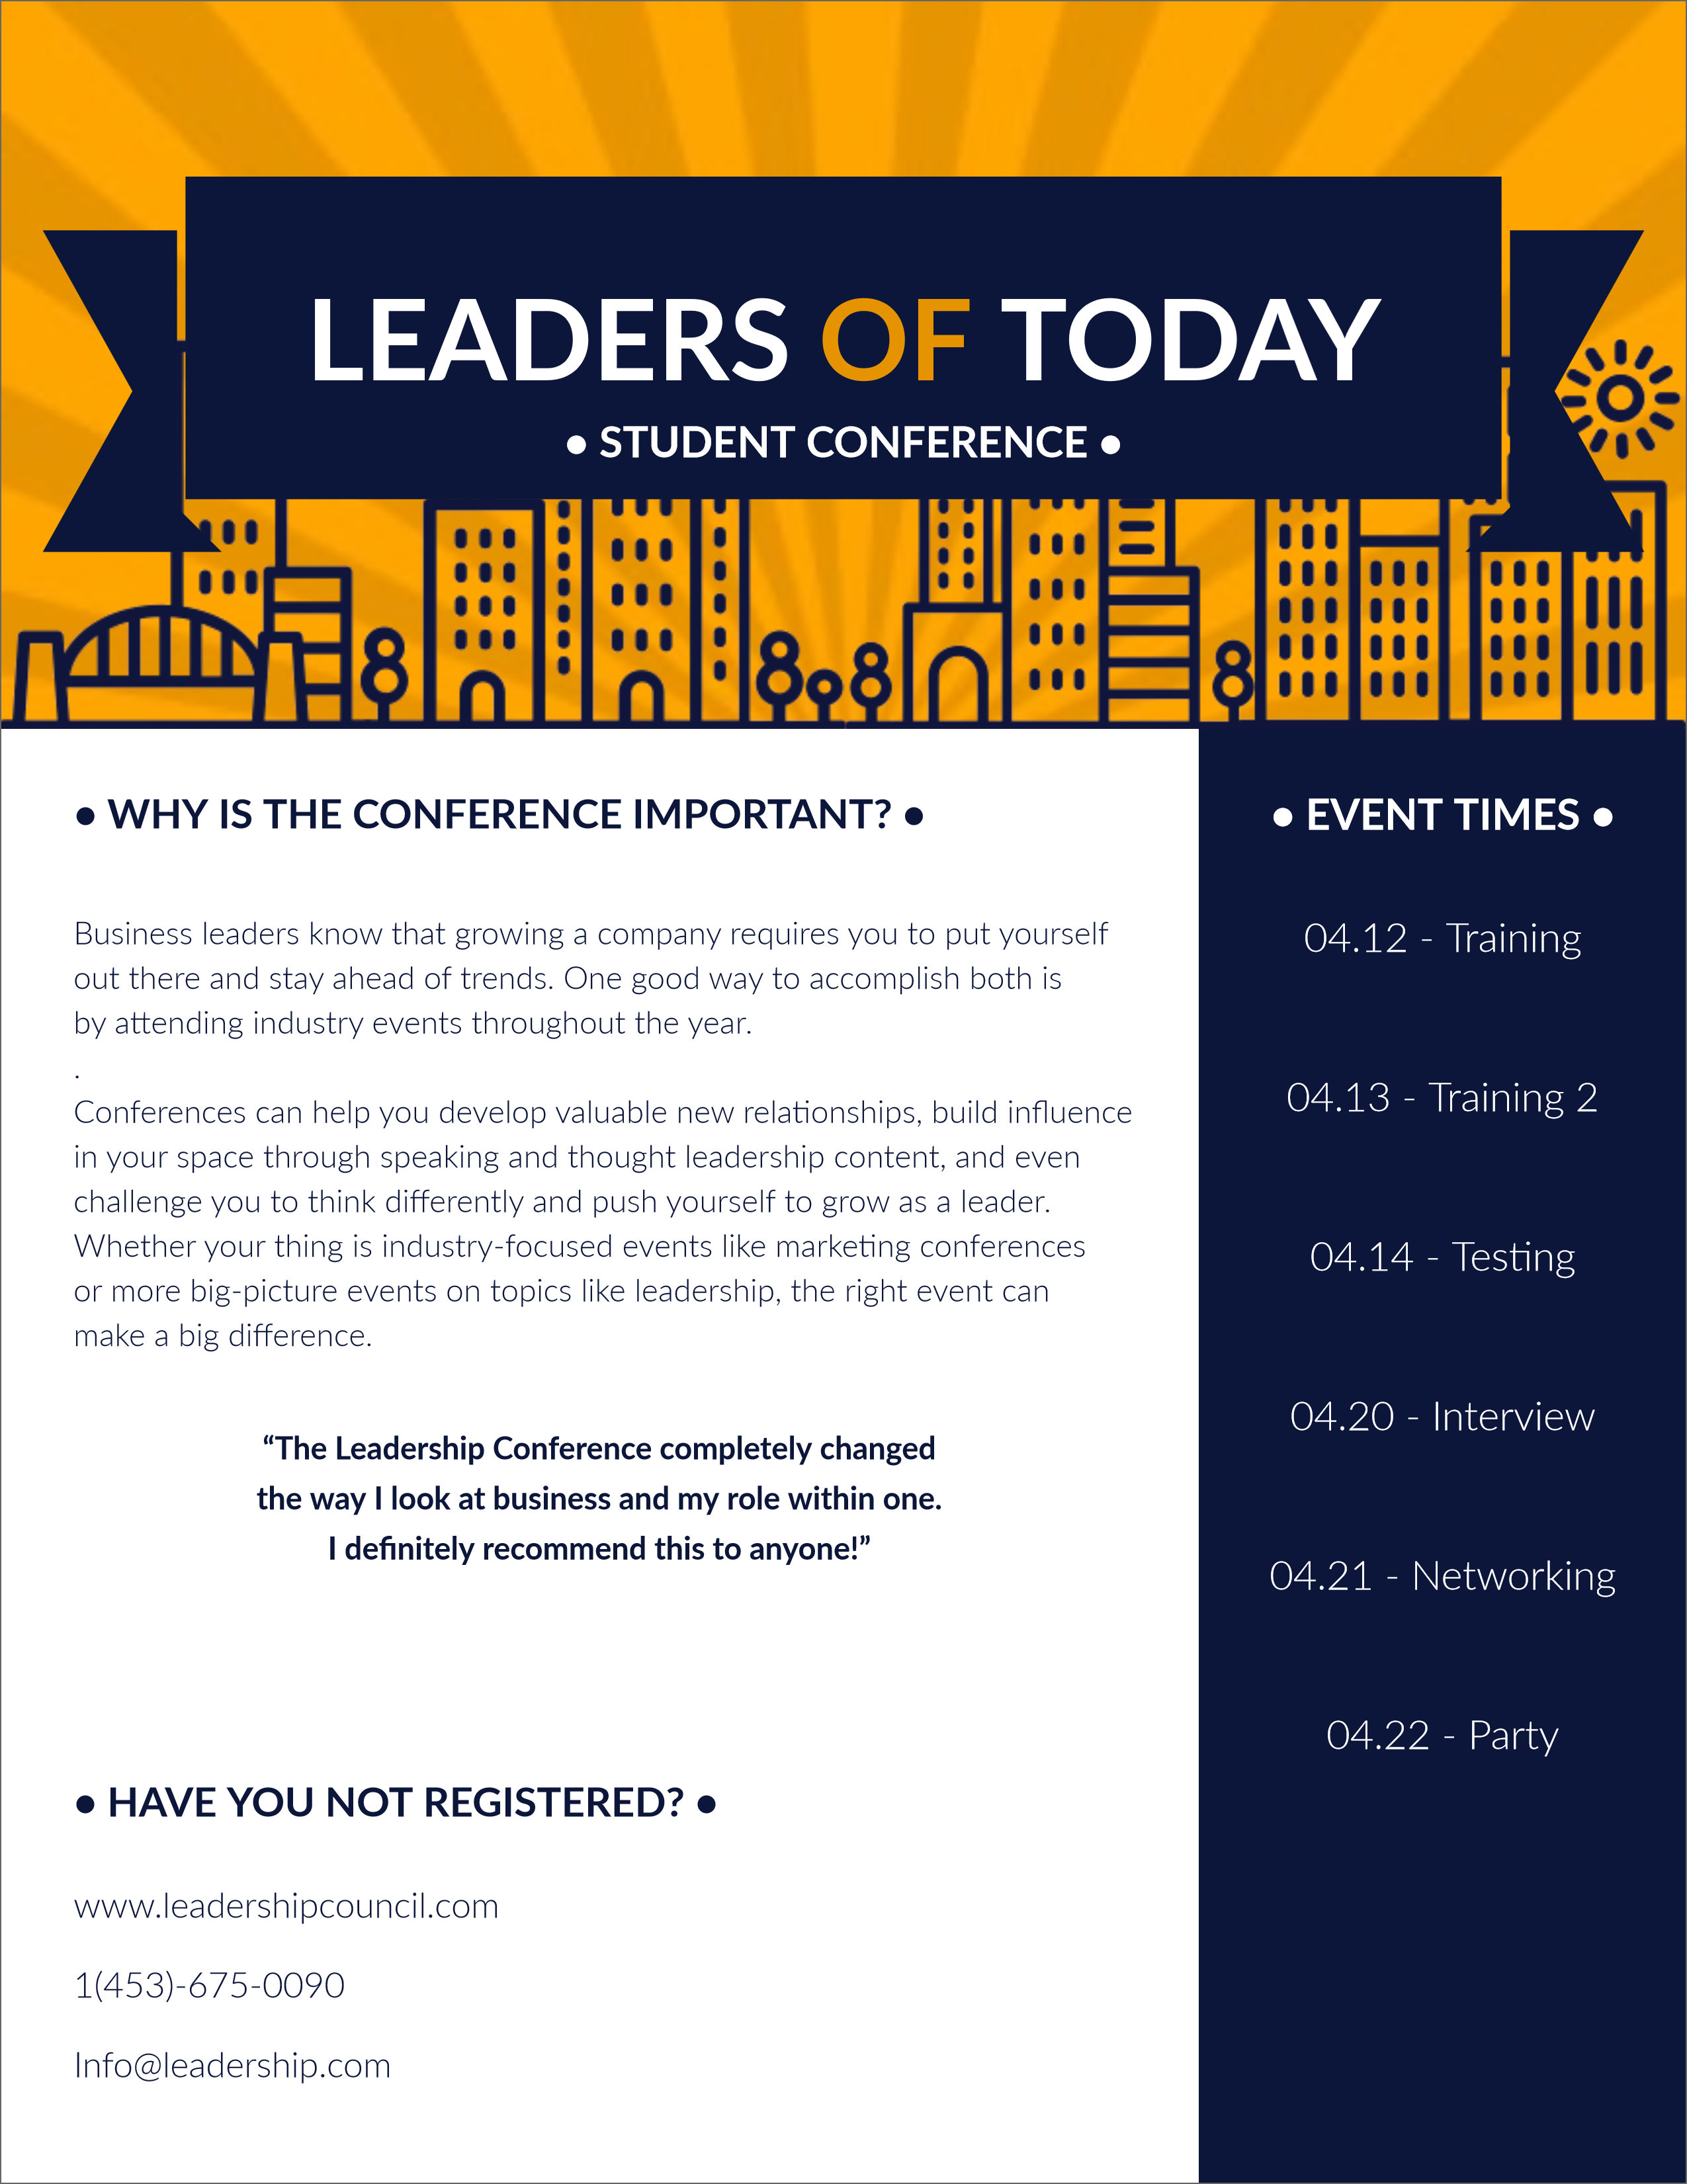 LEADERS OF TODAY
● STUDENT CONFERENCE ●
● WHY IS THE CONFERENCE IMPORTANT? ●
Business leaders know that growing a company requires you to put yourself
out there and stay ahead of trends. One good way to accomplish both is
by attending industry events throughout the year.
.
Conferences can help you develop valuable new relationships, build influence
in your space through speaking and thought leadership content, and even
challenge you to think differently and push yourself to grow as a leader.
Whether your thing is industry-focused events like marketing conferences
or more big-picture events on topics like leadership, the right event can
make a big difference.
“The Leadership Conference completely changed
the way I look at business and my role within one.
I definitely recommend this to anyone!”
● HAVE YOU NOT REGISTERED? ●
www.leadershipcouncil.com
1(453)-675-0090
Info@leadership.com
● EVENT TIMES ●
04.12 - Training
04.13 - Training 2
04.14 - Testing
04.20 - Interview
04.21 - Networking
04.22 - Party